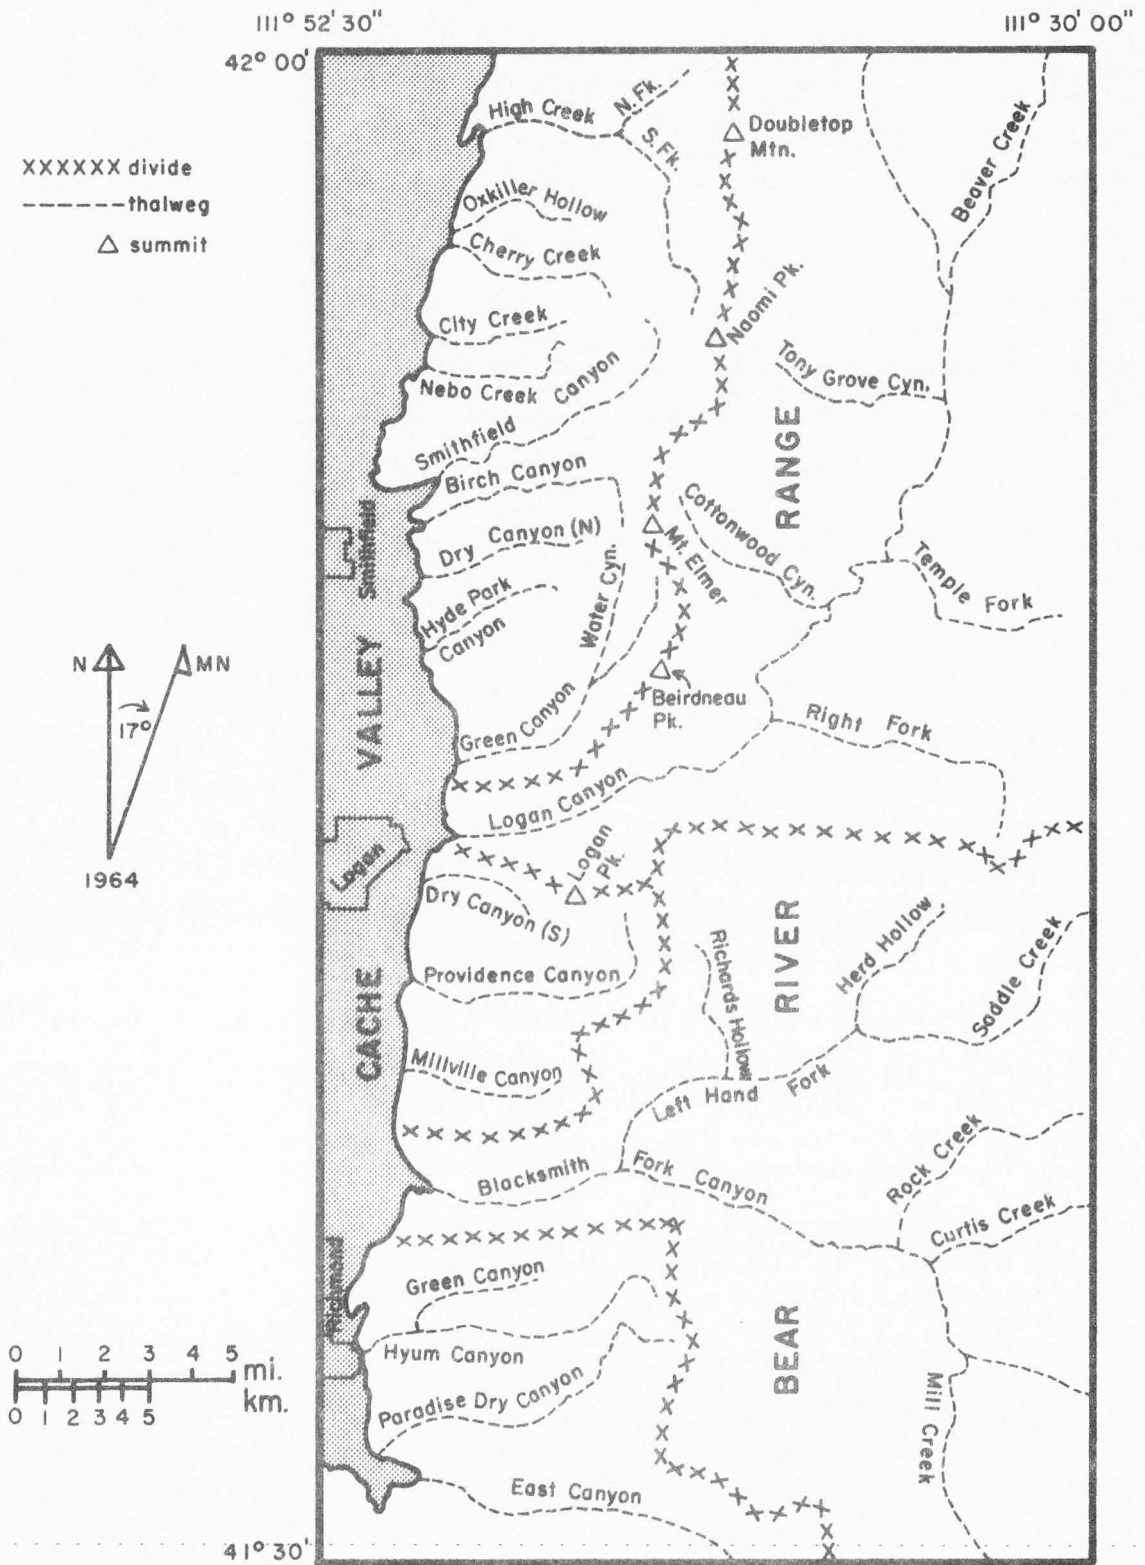 111° 52' 30"
111° 30' 00"
42° 00'
High Creek
N. Fk.
S. Fk.
Doubletop
Mtn.
Beaver Creek
XXXXXX divide
------thalweg
△ summit
Oxkiller Hollow
Cherry Creek
Naomi Pk.
City Creek
Nebo Creek
Tony Grove Cyn.
Smithfield Canyon
RANGE
Birch Canyon
Smithfield
Dry Canyon (N)
Cottonwood Cyn.
Mt. Elmer
Temple Fork
Hyde Park
Canyon
Water Cyn.
N
MN
17°
1964
VALLEY
Green Canyon
Beirdneau
Pk.
Right Fork
Logan Canyon
Logan
Logan
Pk.
Dry Canyon (S)
RIVER
Herd Hollow
Saddle Creek
Richards Hollow
Providence Canyon
CACHE
Millville Canyon
Left Hand Fork
Blacksmith Fork Canyon
Rock Creek
Curtis Creek
Richmond
Green Canyon
BEAR
Hyum Canyon
0 1 2 3 4 5 mi.
0 1 2 3 4 5 km.
Paradise Dry Canyon
Mill Creek
East Canyon
41° 30'